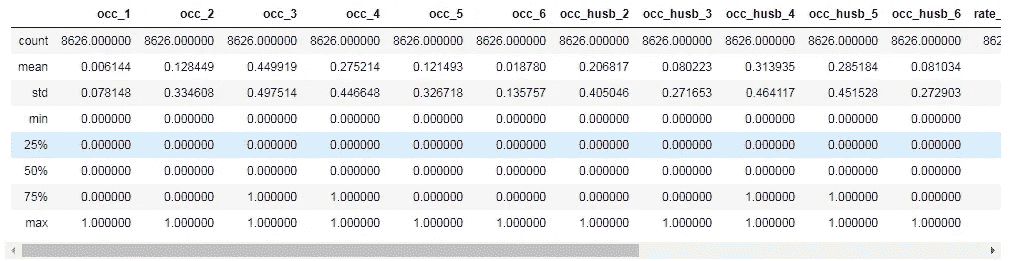 occ_1 occ_2 occ_3 occ_4 occ_5 occ_6 occ_husb_2 occ_husb_3 occ_husb_4 occ_husb_5 occ_husb_6 rate_
count 8626.000000 8626.000000 8626.000000 8626.000000 8626.000000 8626.000000 8626.000000 8626.000000 8626.000000 8626.000000 8626.000000 862
mean 0.006144 0.128449 0.449919 0.275214 0.121493 0.018780 0.206817 0.080223 0.313935 0.285184 0.081034
std 0.078148 0.334608 0.497514 0.446648 0.326718 0.135757 0.405046 0.271653 0.464117 0.451528 0.272903
min 0.000000 0.000000 0.000000 0.000000 0.000000 0.000000 0.000000 0.000000 0.000000 0.000000 0.000000
25% 0.000000 0.000000 0.000000 0.000000 0.000000 0.000000 0.000000 0.000000 0.000000 0.000000 0.000000
50% 0.000000 0.000000 0.000000 0.000000 0.000000 0.000000 0.000000 0.000000 0.000000 0.000000 0.000000
75% 0.000000 0.000000 1.000000 1.000000 0.000000 0.000000 0.000000 0.000000 1.000000 1.000000 0.000000
max 1.000000 1.000000 1.000000 1.000000 1.000000 1.000000 1.000000 1.000000 1.000000 1.000000 1.000000